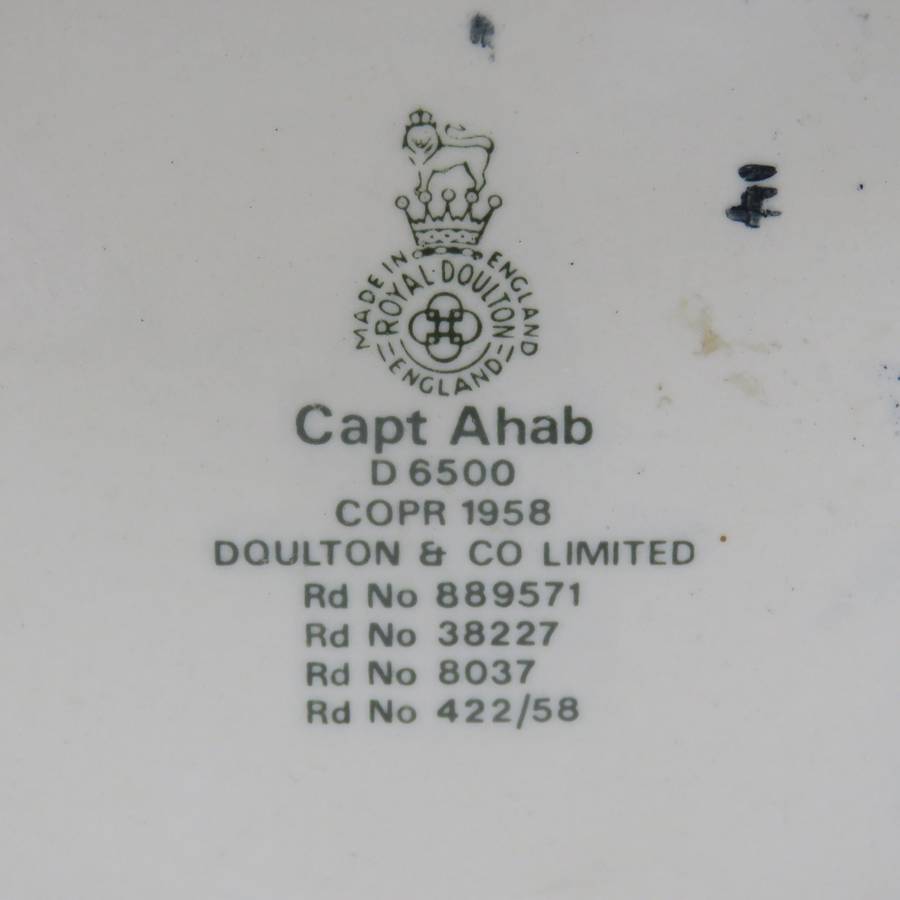 MADE IN ENGLAND
ROYAL DOULTON
ENGLAND
Capt Ahab
D 6500
COPR 1958
DOULTON & CO LIMITED
Rd No 889571
Rd No 38227
Rd No 8037
Rd No 422/58